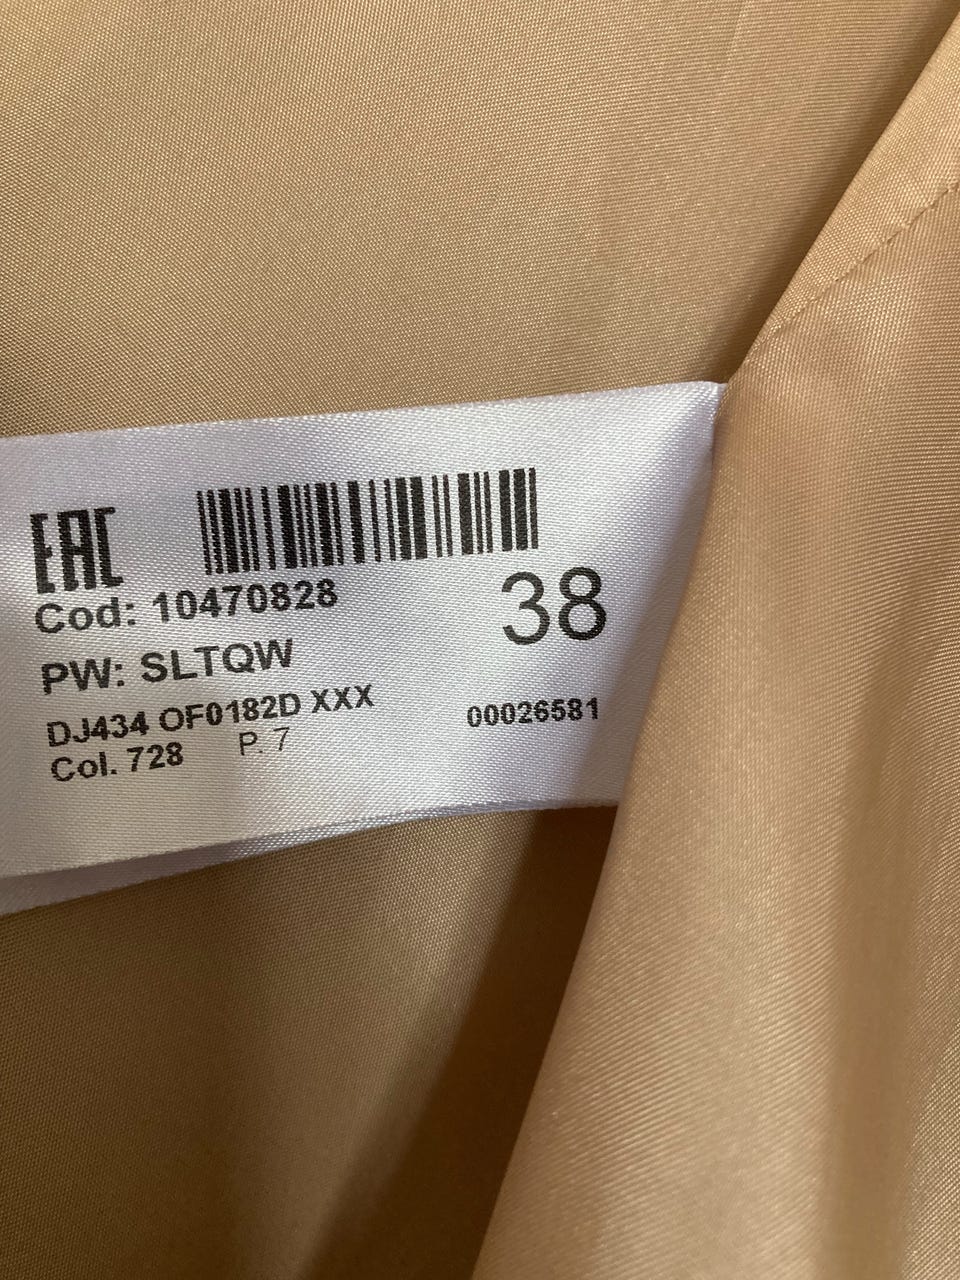 EAC
Cod: 10470828
38
PW: SLTQW
DJ434 OF0182D XXX
00026581
Col. 728 P. 7